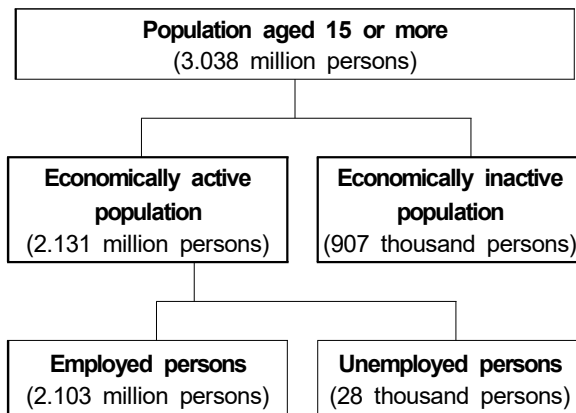 Population aged 15 or more
(3.038 million persons)
Economically active
population
(2.131 million persons)
Economically inactive
population
(907 thousand persons)
Employed persons
(2.103 million persons)
Unemployed persons
(28 thousand persons)